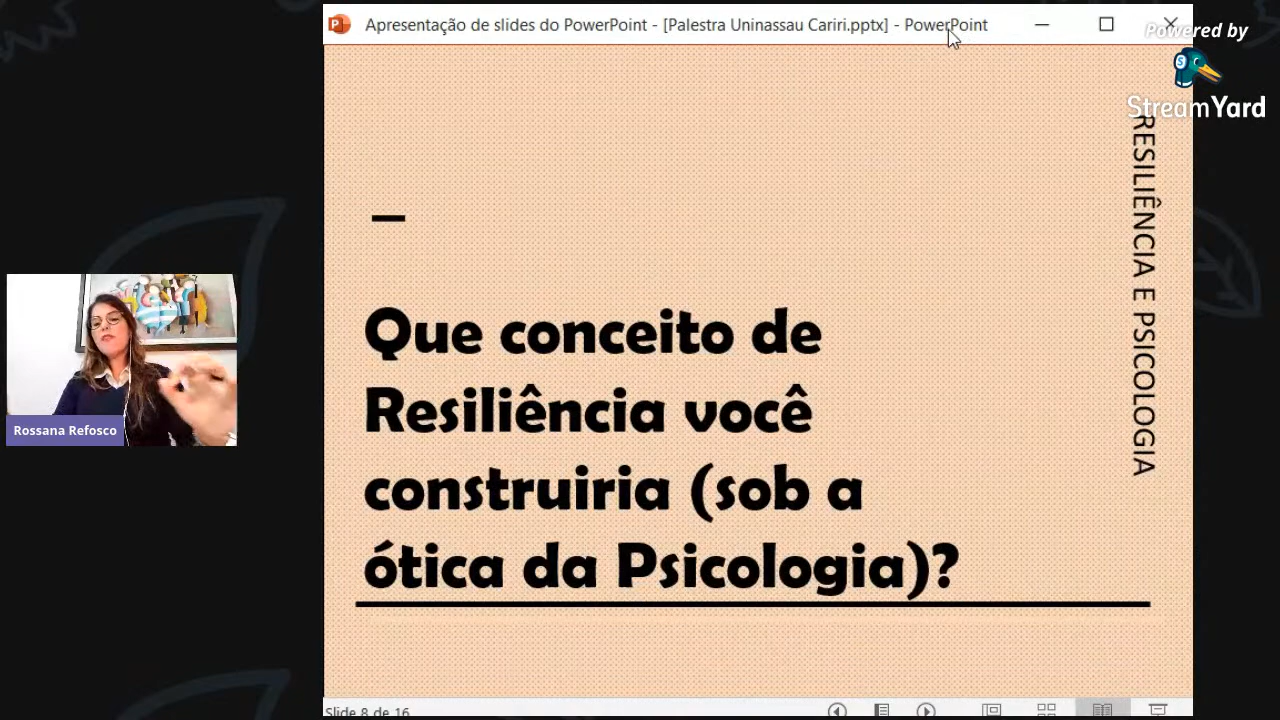 Apresentação de slides do PowerPoint - [Palestra Uninassau Cariri.pptx] - PowerPoint
Powered by
StreamYard
RESILIÊNCIA E PSICOLOGIA
Que conceito de
Resiliência você
construiria (sob a
ótica da Psicologia)?
Rossana Refosco
Slide 8 de 16